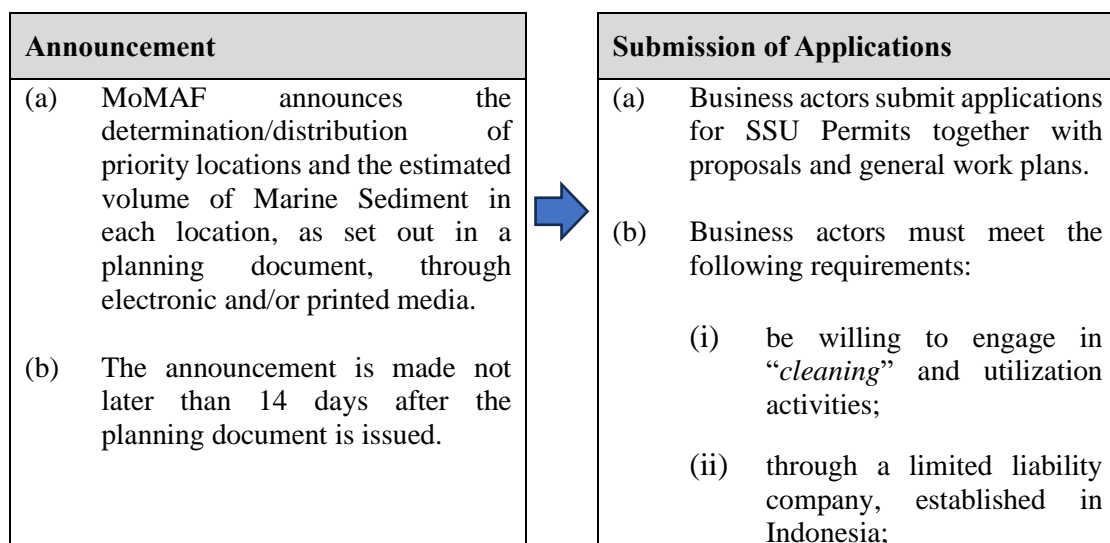 Announcement
(a) MoMAF announces the
determination/distribution of
priority locations and the estimated
volume of Marine Sediment in
each location, as set out in a
planning document, through
electronic and/or printed media.
(b) The announcement is made not
later than 14 days after the
planning document is issued.
Submission of Applications
(a) Business actors submit applications
for SSU Permits together with
proposals and general work plans.
(b) Business actors must meet the
following requirements:
(i) be willing to engage in
“cleaning” and utilization
activities;
(ii) through a limited liability
company, established in
Indonesia;